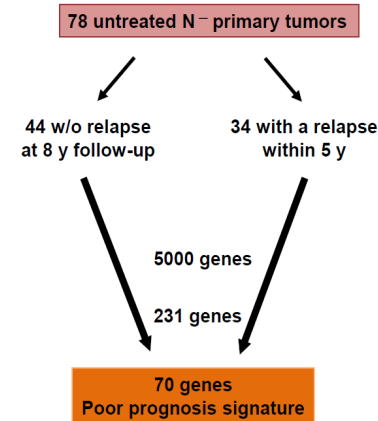 78 untreated N⁻ primary tumors
44 w/o relapse
at 8 y follow-up
34 with a relapse
within 5 y
5000 genes
231 genes
70 genes
Poor prognosis signature